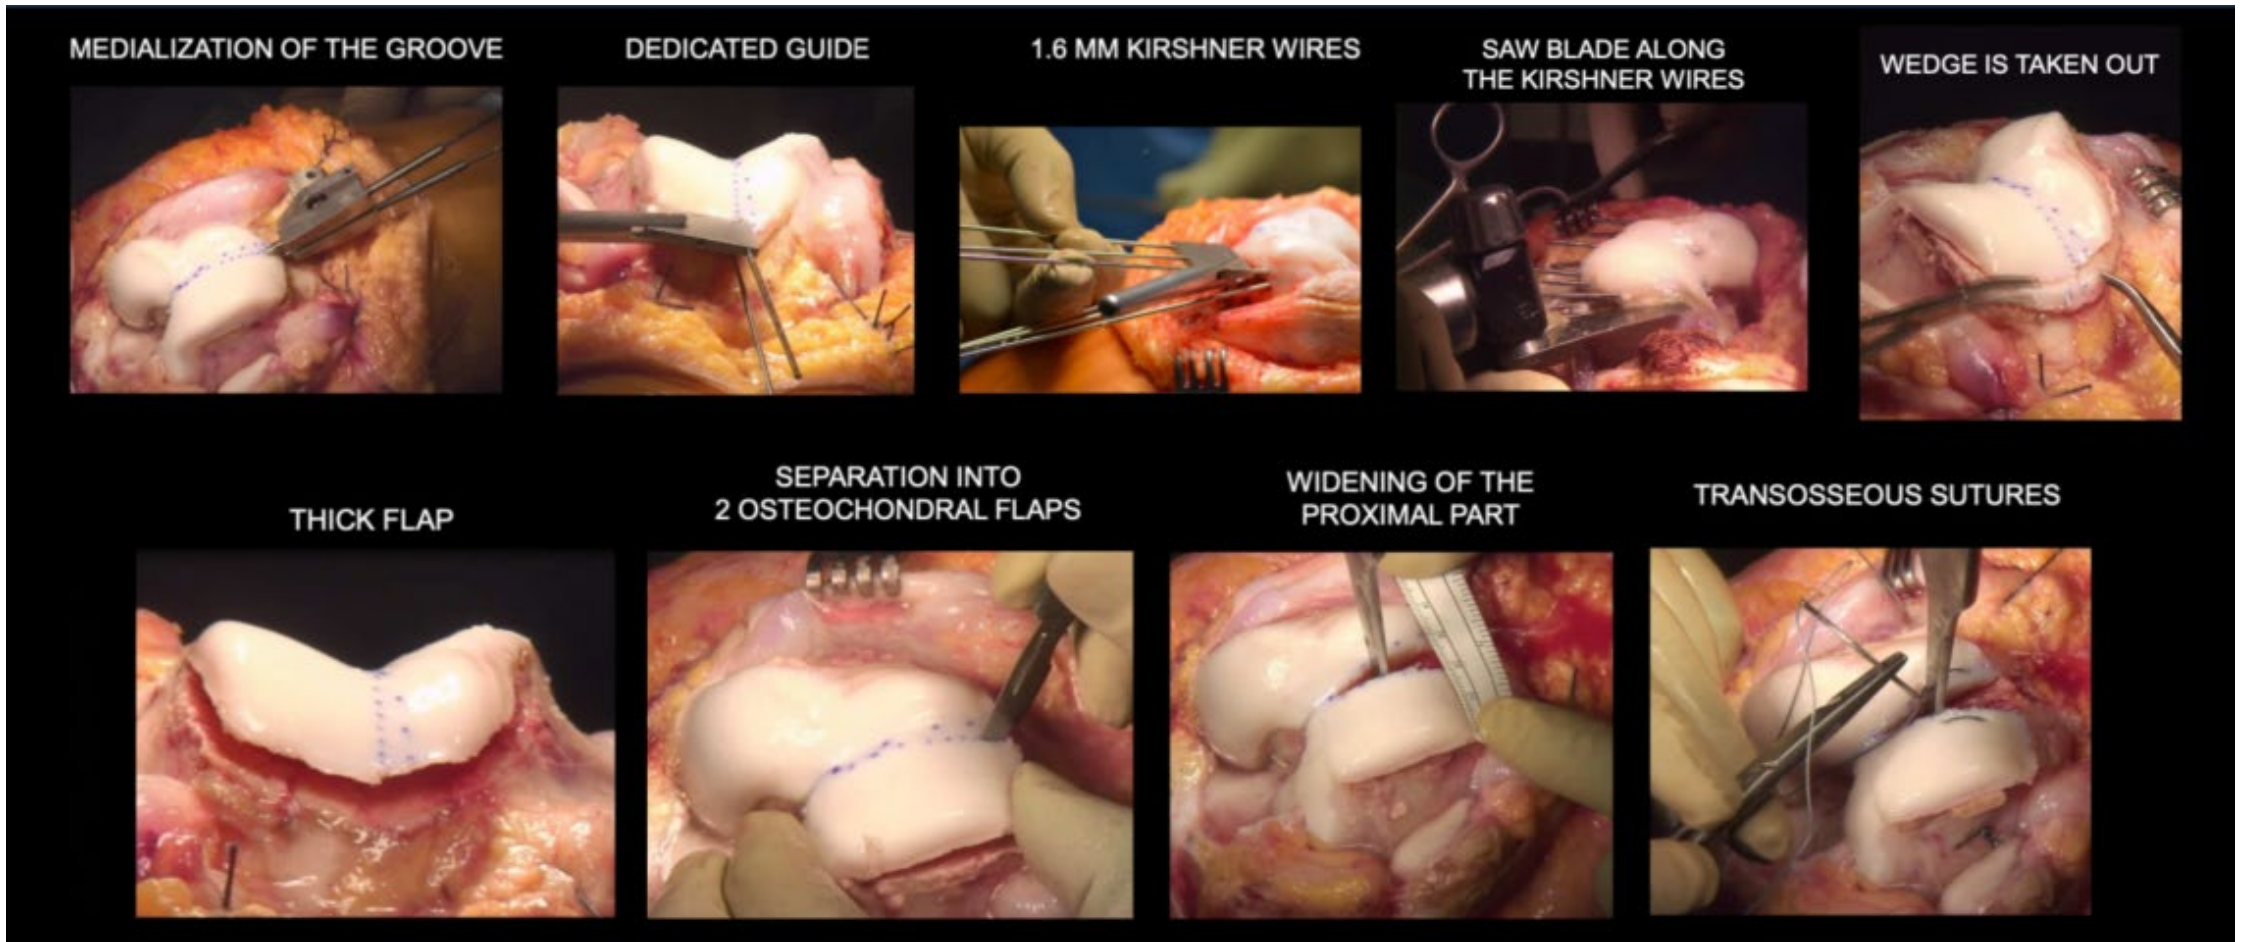 MEDIALIZATION OF THE GROOVE
DEDICATED GUIDE
1.6 MM KIRSHNER WIRES
SAW BLADE ALONG
THE KIRSHNER WIRES
WEDGE IS TAKEN OUT
THICK FLAP
SEPARATION INTO
2 OSTEOCHONDRAL FLAPS
WIDENING OF THE
PROXIMAL PART
TRANSOSSEOUS SUTURES